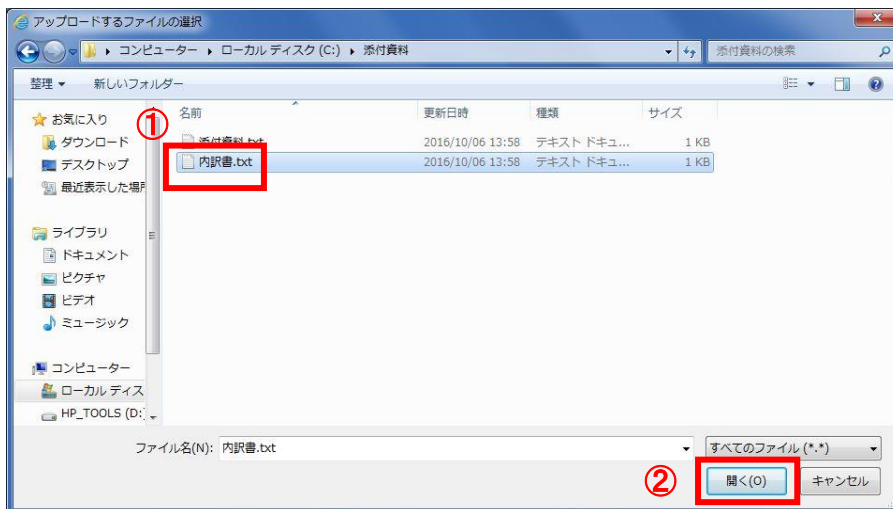 アップロードするファイルの選択
コンピューター ▸ ローカル ディスク (C:) ▸ 添付資料
添付資料の検索
整理 ▼ 新しいフォルダー
お気に入り
ダウンロード
デスクトップ
最近表示した場所
ライブラリ
ドキュメント
ピクチャ
ビデオ
ミュージック
コンピューター
ローカル ディス
HP_TOOLS (D:)
①
名前 更新日時 種類 サイズ
添付資料.txt 2016/10/06 13:58 テキスト ドキュ... 1 KB
内訳書.txt 2016/10/06 13:58 テキスト ドキュ... 1 KB
ファイル名(N): 内訳書.txt すべてのファイル (*.*)
② 開く(O) キャンセル